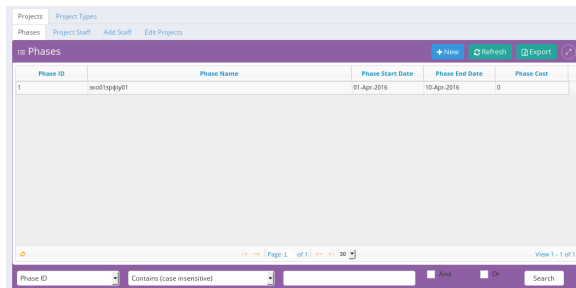 Projects Project Types
Phases Project Staff Add Staff Edit Projects
Phases New Refresh Export
Phase ID Phase Name Phase Start Date Phase End Date Phase Cost
1 01-Apr-2016 10-Apr-2016 0
Page 1 of 1 30 View 1 - 1 of 1
Phase ID Contains (case insensitive) And Or Search